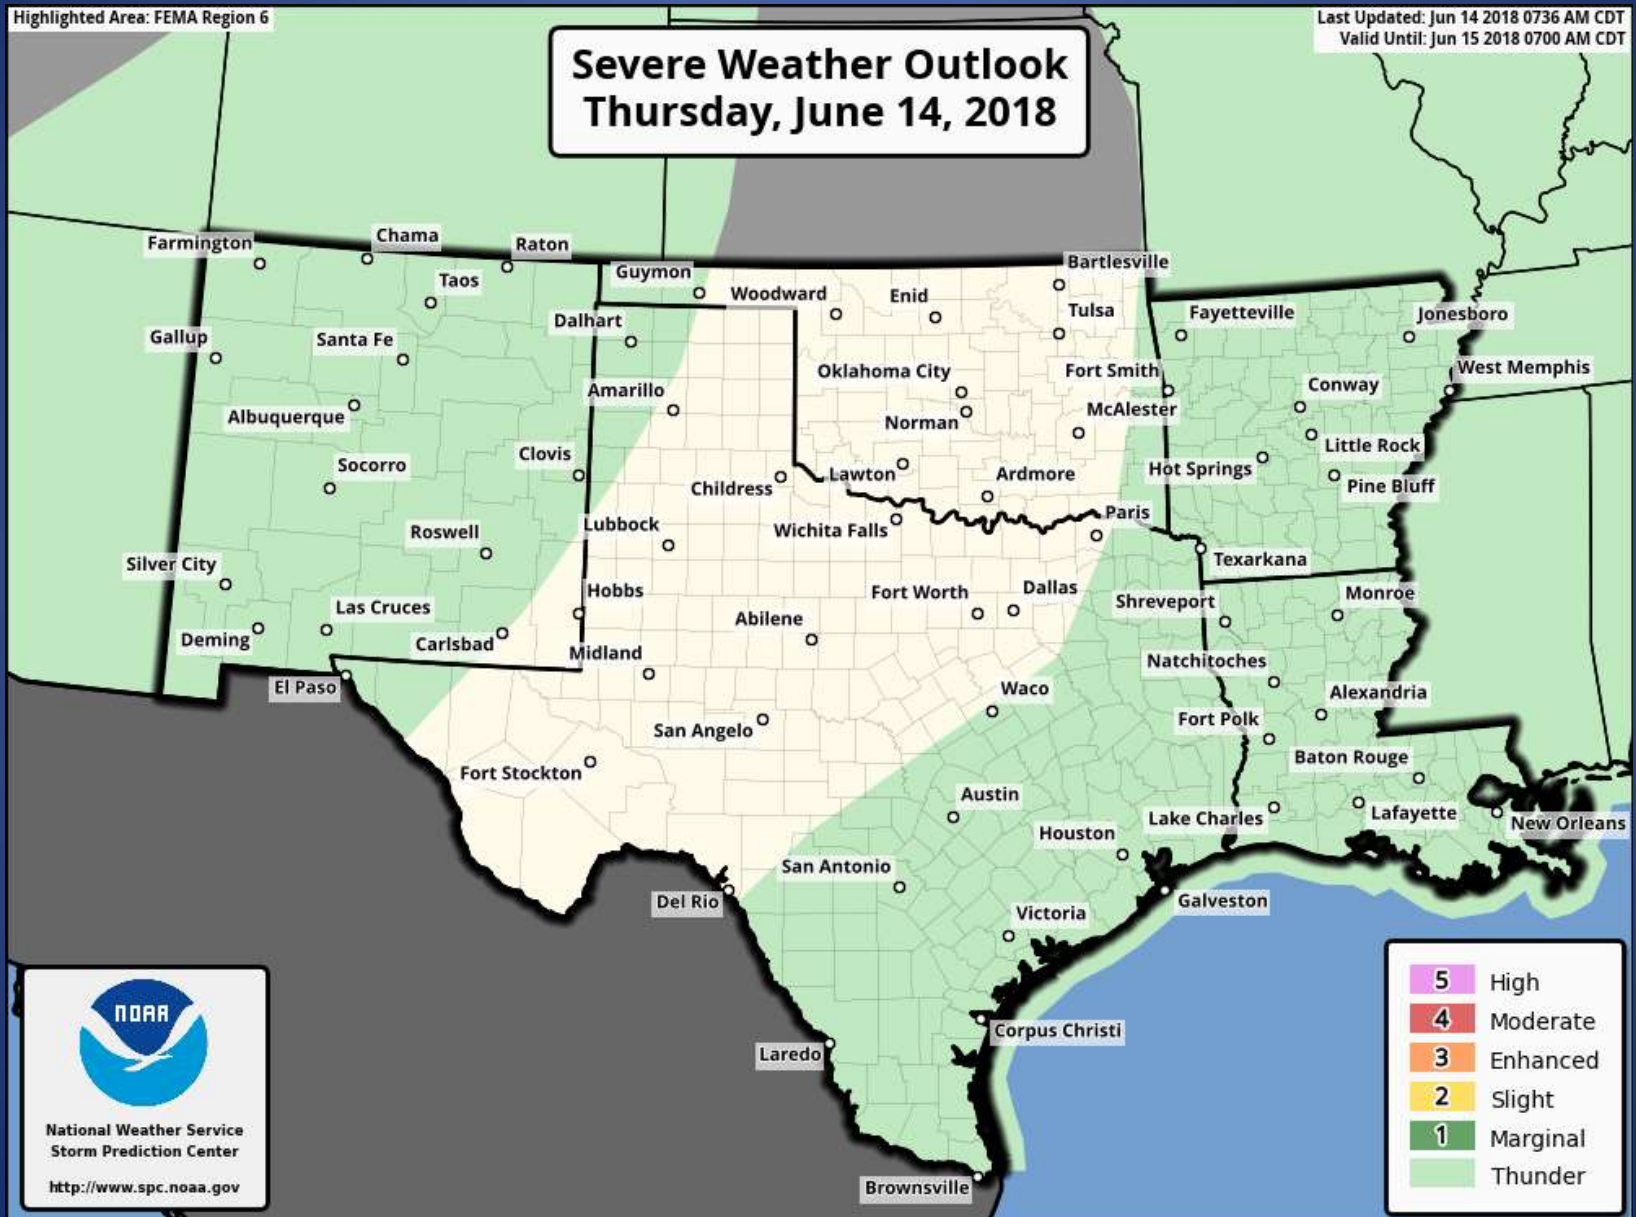 Highlighted Area: FEMA Region 6
Last Updated: Jun 14 2018 0736 AM CDT
Valid Until: Jun 15 2018 0700 AM CDT
Severe Weather Outlook
Thursday, June 14, 2018
Farmington
Chama
Raton
Taos
Guymon
Woodward
Enid
Bartlesville
Tulsa
Fayetteville
Jonesboro
Gallup
Santa Fe
Dalhart
Oklahoma City
Fort Smith
West Memphis
Conway
Amarillo
Albuquerque
Norman
McAlester
Little Rock
Socorro
Clovis
Childress
Lawton
Ardmore
Hot Springs
Pine Bluff
Roswell
Lubbock
Wichita Falls
Paris
Texarkana
Silver City
Hobbs
Fort Worth
Dallas
Shreveport
Monroe
Las Cruces
Deming
Carlsbad
Abilene
Midland
Natchitoches
El Paso
Waco
Alexandria
San Angelo
Fort Polk
Fort Stockton
Baton Rouge
Austin
Houston
Lake Charles
Lafayette
New Orleans
San Antonio
Del Rio
Galveston
Victoria
Corpus Christi
Laredo
Brownsville
NOAA
National Weather Service
Storm Prediction Center
http://www.spc.noaa.gov
5 High
4 Moderate
3 Enhanced
2 Slight
1 Marginal
Thunder